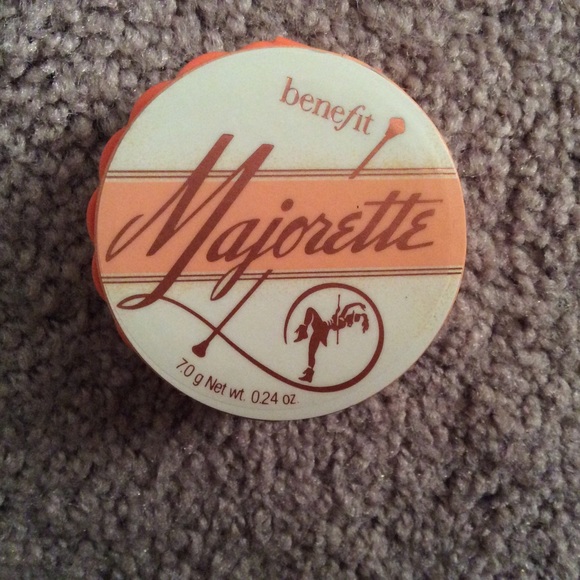 benefit
Majorette
7.0 g Net wt. 0.24 oz.